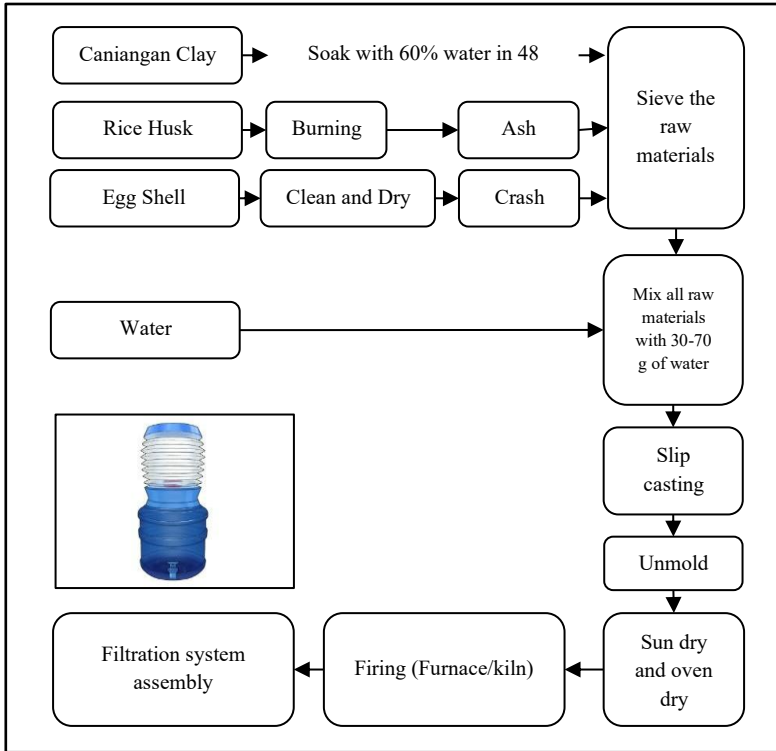 Caniangan Clay
Soak with 60% water in 48
Rice Husk
Burning
Ash
Egg Shell
Clean and Dry
Crash
Sieve the
raw
materials
Water
Mix all raw
materials
with 30-70
g of water
Slip
casting
Unmold
Sun dry
and oven
dry
Firing (Furnace/kiln)
Filtration system
assembly